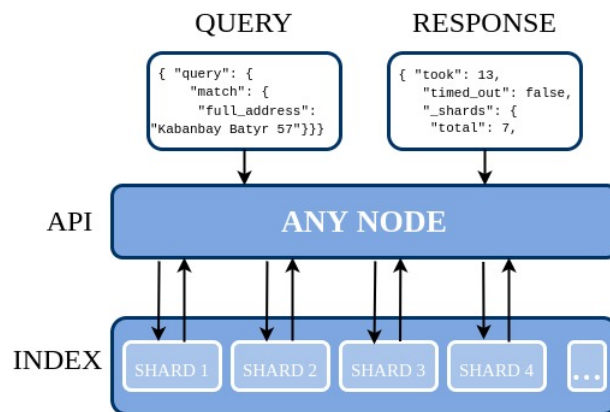 QUERY
{ "query": {
"match": {
"full_address":
"Kabanbay Batyr 57"}}}
RESPONSE
{ "took": 13,
"timed_out": false,
"_shards": {
"total": 7,
API
ANY NODE
INDEX
SHARD 1
SHARD 2
SHARD 3
SHARD 4
...